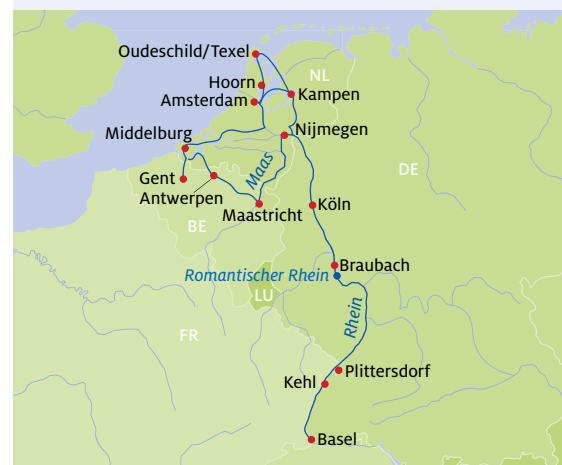 Oudeschild/Texel
NL
Hoorn
Kampen
Amsterdam
Middelburg
Nijmegen
Maas
DE
Gent
Antwerpen
Maastricht
Köln
BE
Braubach
Romantischer Rhein
LU
Rhein
FR
Plittersdorf
Kehl
Basel